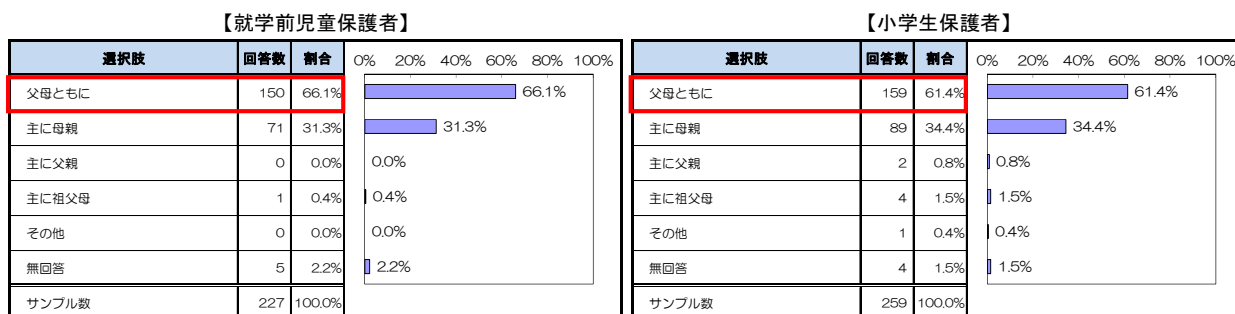 【就学前児童保護者】
選択肢 回答数 割合 0% 20% 40% 60% 80% 100%
父母ともに 150 66.1% 66.1%
主に母親 71 31.3% 31.3%
主に父親 0 0.0% 0.0%
主に祖父母 1 0.4% 0.4%
その他 0 0.0% 0.0%
無回答 5 2.2% 2.2%
サンプル数 227 100.0%
【小学生保護者】
選択肢 回答数 割合 0% 20% 40% 60% 80% 100%
父母ともに 159 61.4% 61.4%
主に母親 89 34.4% 34.4%
主に父親 2 0.8% 0.8%
主に祖父母 4 1.5% 1.5%
その他 1 0.4% 0.4%
無回答 4 1.5% 1.5%
サンプル数 259 100.0%